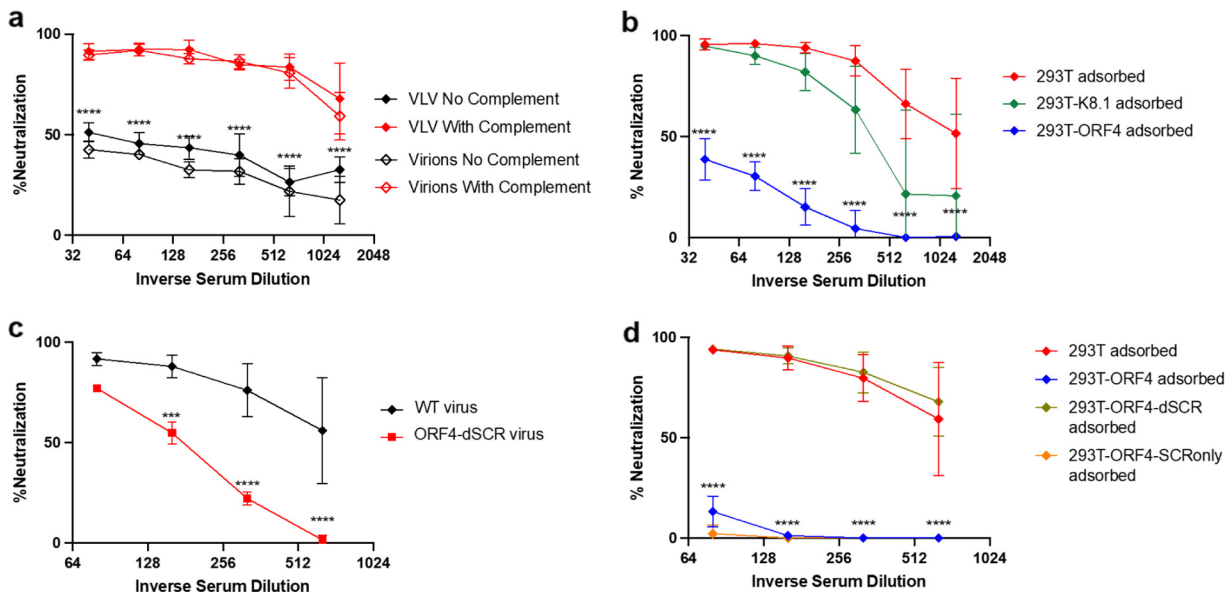 a
100
50
0
%Neutralization
****
****
****
****
****
****
32
64
128
256
512
1024
2048
Inverse Serum Dilution
VLV No Complement
VLV With Complement
Virions No Complement
Virions With Complement
b
100
50
0
% Neutralization
****
****
****
****
****
****
32
64
128
256
512
1024
2048
Inverse Serum Dilution
293T adsorbed
293T-K8.1 adsorbed
293T-ORF4 adsorbed
c
100
50
0
%Neutralization
***
****
****
64
128
256
512
1024
Inverse Serum Dilution
WT virus
ORF4-dSCR virus
d
100
50
0
% Neutralization
****
****
****
****
64
128
256
512
1024
Inverse Serum Dilution
293T adsorbed
293T-ORF4 adsorbed
293T-ORF4-dSCR
adsorbed
293T-ORF4-SCRonly
adsorbed